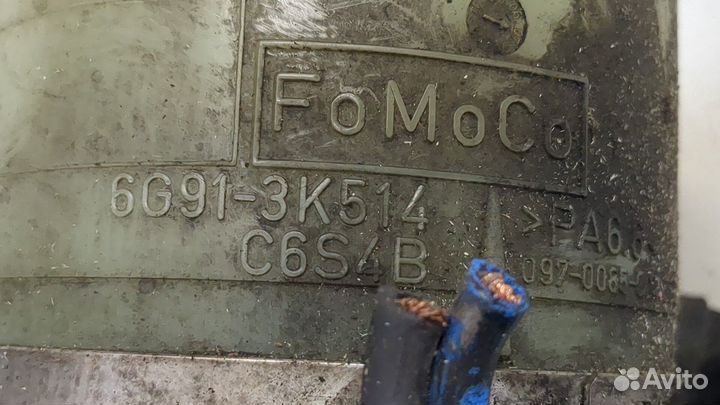 FoMoCo
6G91-3K514
C6S4B
>PA6
Avito